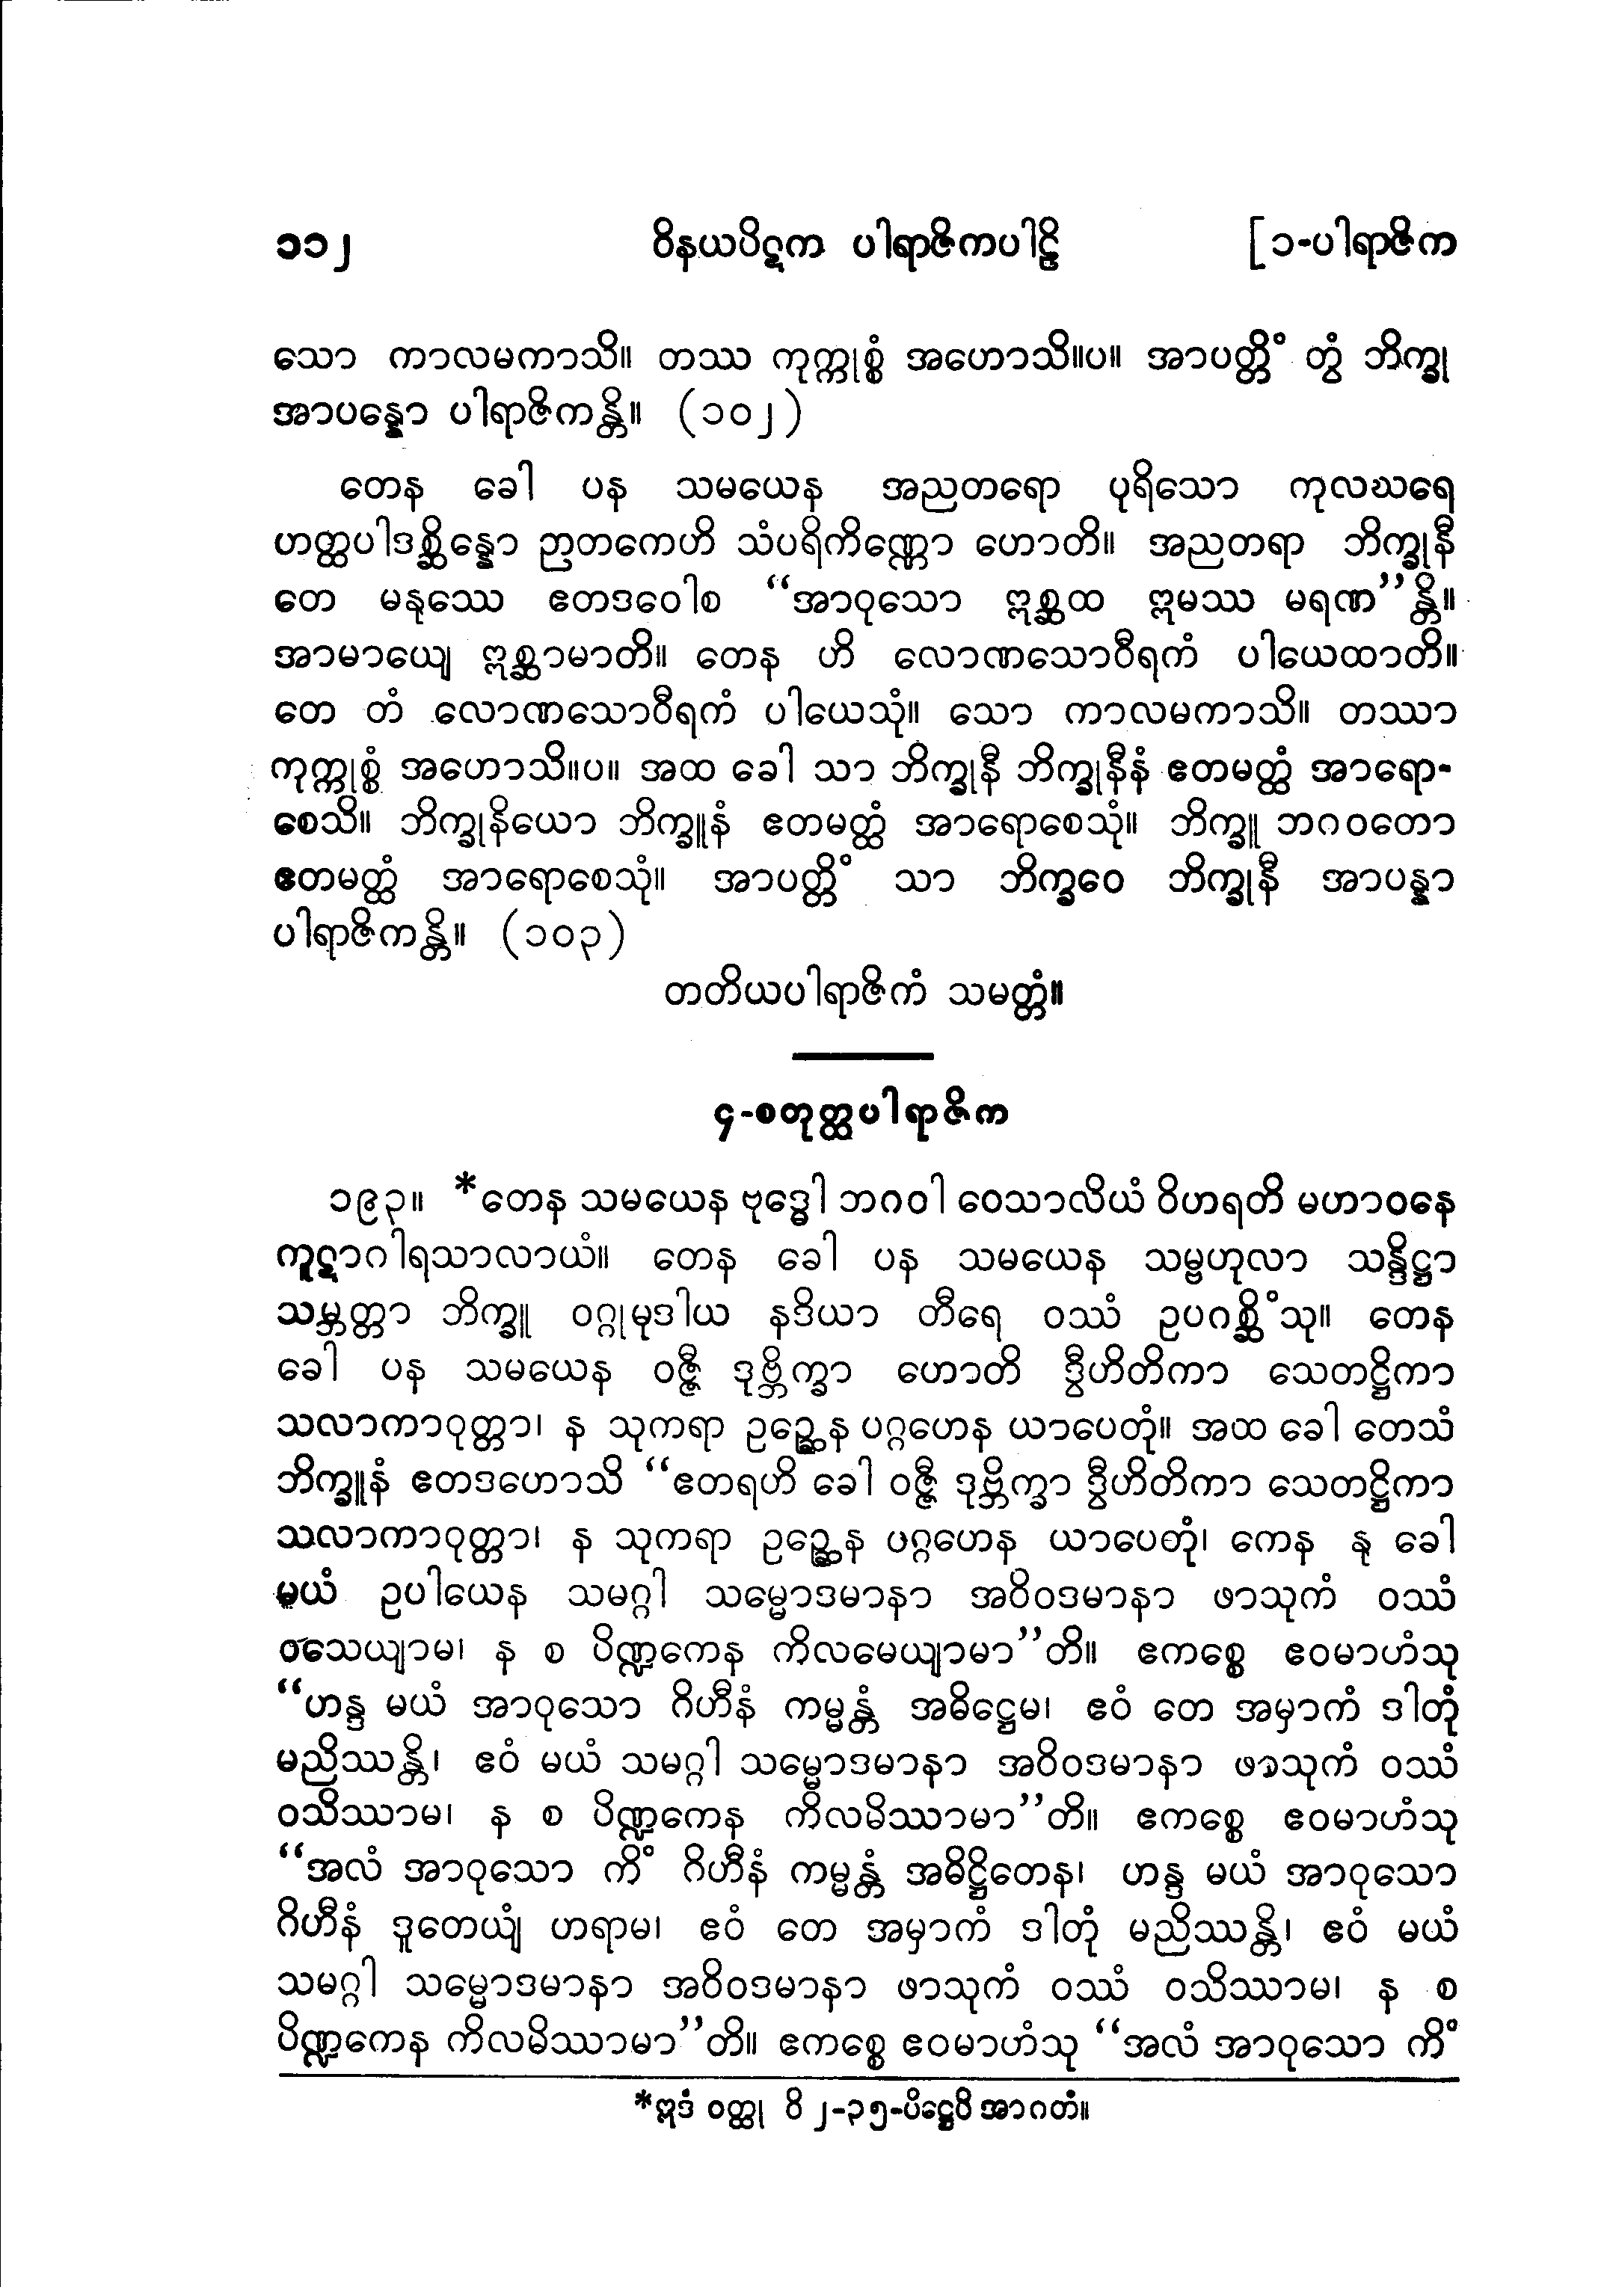 ၁၁၂ ဝိနယပိဋက ပါရာဇိကပါဠိ [၁-ပါရာဇိက
သော ကာလမကာသိ။ တဿ ကုက္ကုစ္စံ အဟောသိ။ပ။ အာပတ္တိံ တွံ ဘိက္ခု
အာပန္နော ပါရာဇိကန္တိ။ (၁၀၂)
တေန ခေါ ပန သမယေန အညတရော ပုရိသော ကုလဃရေ
ဟတ္ထပါဒစ္ဆိန္နော ဉာတကေဟိ သံပရိကိဏ္ဏော ဟောတိ။ အညတရာ ဘိက္ခုနီ
တေ မနုဿေ ဧတဒဝေါစ “အာဝုသော ဣစ္ဆထ ဣမဿ မရဏ”န္တိ။
အာမာယျေ ဣစ္ဆာမာတိ။ တေန ဟိ လောဏသောဝီရကံ ပါယေထာတိ။
တေ တံ လောဏသောဝီရကံ ပါယေသုံ။ သော ကာလမကာသိ။ တဿာ
ကုက္ကုစ္စံ အဟောသိ။ပ။ အထ ခေါ သာ ဘိက္ခုနီ ဘိက္ခုနီနံ ဧတမတ္ထံ အာရော-
စေသိ။ ဘိက္ခုနိယော ဘိက္ခူနံ ဧတမတ္ထံ အာရောစေသုံ။ ဘိက္ခူ ဘဂဝတော
ဧတမတ္ထံ အာရောစေသုံ။ အာပတ္တိံ သာ ဘိက္ခဝေ ဘိက္ခုနီ အာပန္နာ
ပါရာဇိကန္တိ။ (၁၀၃)
တတိယပါရာဇိကံ သမတ္တံ။
၄-စတုတ္ထပါရာဇိက
၁၉၃။ *တေန သမယေန ဗုဒ္ဓေါ ဘဂဝါ ဝေသာလိယံ ဝိဟရတိ မဟာဝနေ
ကူဋာဂါရသာလာယံ။ တေန ခေါ ပန သမယေန သမ္ဗဟုလာ သန္ဒိဋ္ဌာ
သမ္ဘတ္တာ ဘိက္ခူ ဝဂ္ဂုမုဒါယ နဒိယာ တီရေ ဝဿံ ဥပဂစ္ဆိံသု။ တေန
ခေါ ပန သမယေန ဝဇ္ဇီ ဒုဗ္ဘိက္ခာ ဟောတိ ဒွီဟိတိကာ သေတဋ္ဌိကာ
သလာကာဝုတ္တာ၊ န သုကရာ ဥဉ္ဆေန ပဂ္ဂဟေန ယာပေတုံ။ အထ ခေါ တေသံ
ဘိက္ခူနံ ဧတဒဟောသိ “ဧတရဟိ ခေါ ဝဇ္ဇီ ဒုဗ္ဘိက္ခာ ဒွီဟိတိကာ သေတဋ္ဌိကာ
သလာကာဝုတ္တာ၊ န သုကရာ ဥဉ္ဆေန ပဂ္ဂဟေန ယာပေတုံ၊ ကေန နု ခေါ
မယံ ဥပါယေန သမဂ္ဂါ သမ္မောဒမာနာ အဝိဝဒမာနာ ဖာသုကံ ဝဿံ
ဝသေယျာမ၊ န စ ပိဏ္ဍကေန ကိလမေယျာမာ”တိ။ ဧကစ္စေ ဧဝမာဟံသု
“ဟန္ဒ မယံ အာဝုသော ဂိဟီနံ ကမ္မန္တံ အဓိဋ္ဌေမ၊ ဧဝံ တေ အမှာကံ ဒါတုံ
မညိဿန္တိ၊ ဧဝံ မယံ သမဂ္ဂါ သမ္မောဒမာနာ အဝိဝဒမာနာ ဖာသုကံ ဝဿံ
ဝသိဿာမ၊ န စ ပိဏ္ဍကေန ကိလမိဿာမာ”တိ။ ဧကစ္စေ ဧဝမာဟံသု
“အလံ အာဝုသော ကိံ ဂိဟီနံ ကမ္မန္တံ အဓိဋ္ဌိတေန၊ ဟန္ဒ မယံ အာဝုသော
ဂိဟီနံ ဒူတေယျံ ဟရာမ၊ ဧဝံ တေ အမှာကံ ဒါတုံ မညိဿန္တိ၊ ဧဝံ မယံ
သမဂ္ဂါ သမ္မောဒမာနာ အဝိဝဒမာနာ ဖာသုကံ ဝဿံ ဝသိဿာမ၊ န စ
ပိဏ္ဍကေန ကိလမိဿာမာ”တိ။ ဧကစ္စေ ဧဝမာဟံသု “အလံ အာဝုသော ကိံ
*ဣဒံ ဝတ္ထု ဝိ ၂-၃၅-ပိဋ္ဌေပိ အာဂတံ။